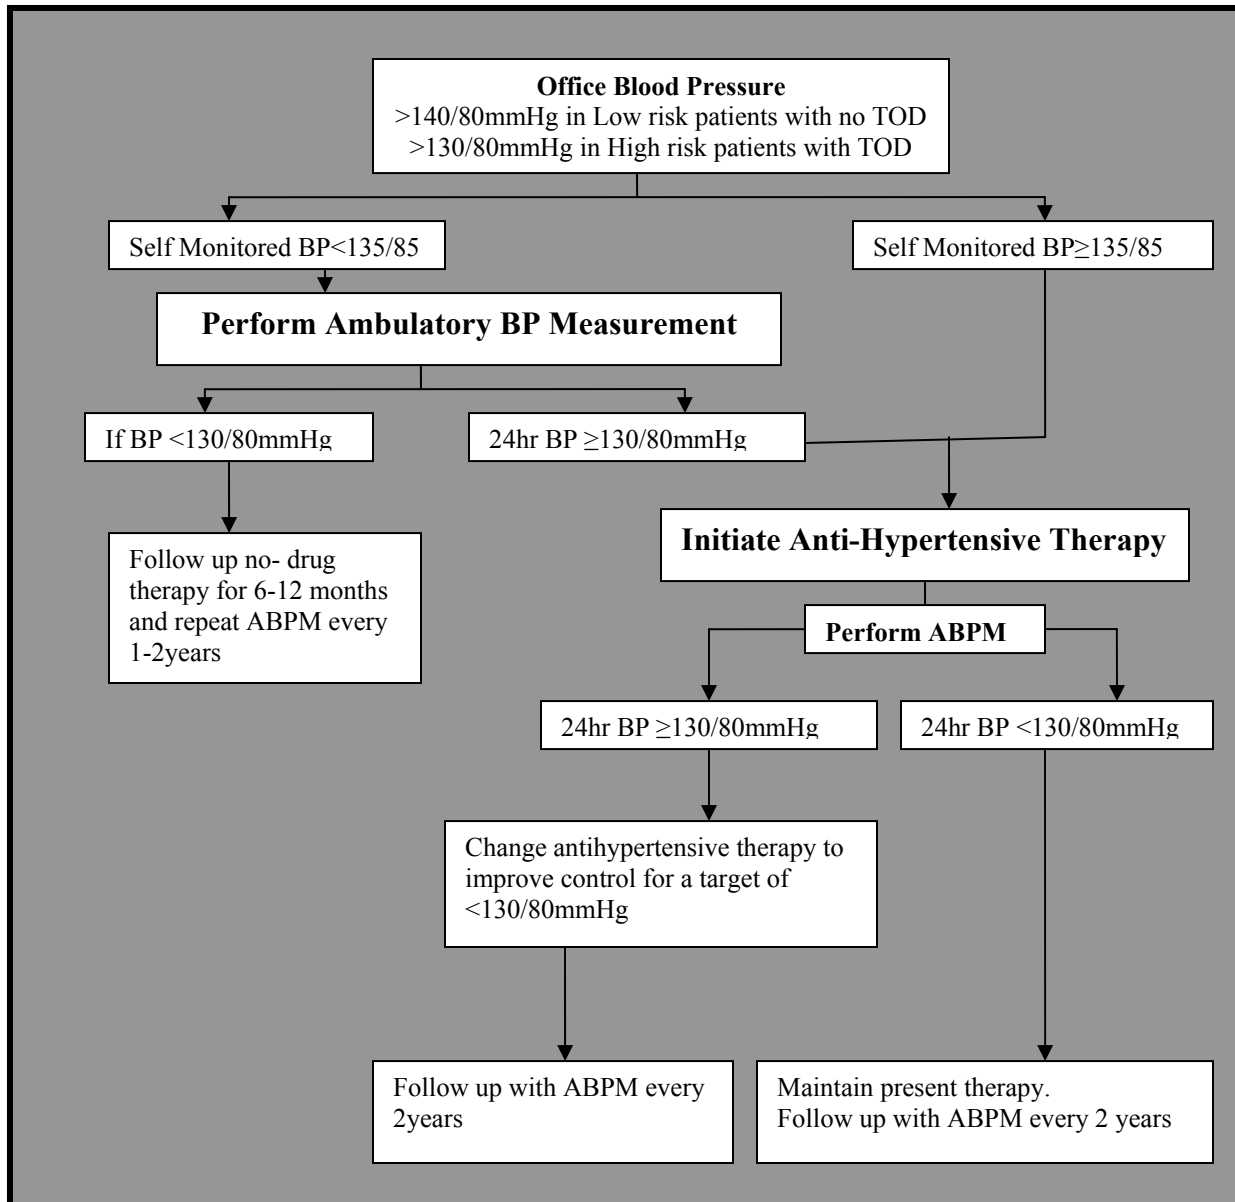 Office Blood Pressure
>140/80mmHg in Low risk patients with no TOD
>130/80mmHg in High risk patients with TOD
Self Monitored BP<135/85
Self Monitored BP≥135/85
Perform Ambulatory BP Measurement
If BP <130/80mmHg
24hr BP ≥130/80mmHg
Follow up no- drug
therapy for 6-12 months
and repeat ABPM every
1-2years
Initiate Anti-Hypertensive Therapy
Perform ABPM
24hr BP ≥130/80mmHg
24hr BP <130/80mmHg
Change antihypertensive therapy to
improve control for a target of
<130/80mmHg
Follow up with ABPM every
2years
Maintain present therapy.
Follow up with ABPM every 2 years